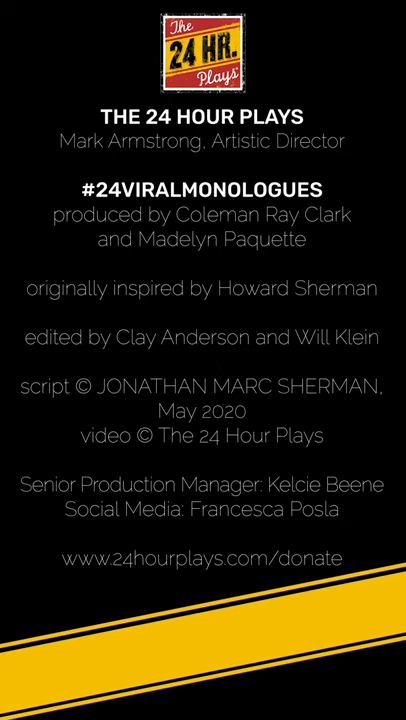 The
24 HR.
Plays
THE 24 HOUR PLAYS
Mark Armstrong, Artistic Director
#24VIRALMONOLOGUES
produced by Coleman Ray Clark
and Madelyn Paquette
originally inspired by Howard Sherman
edited by Clay Anderson and Will Klein
script © JONATHAN MARC SHERMAN,
May 2020
video © The 24 Hour Plays
Senior Production Manager: Kelcie Beene
Social Media: Francesca Posla
www.24hourplays.com/donate